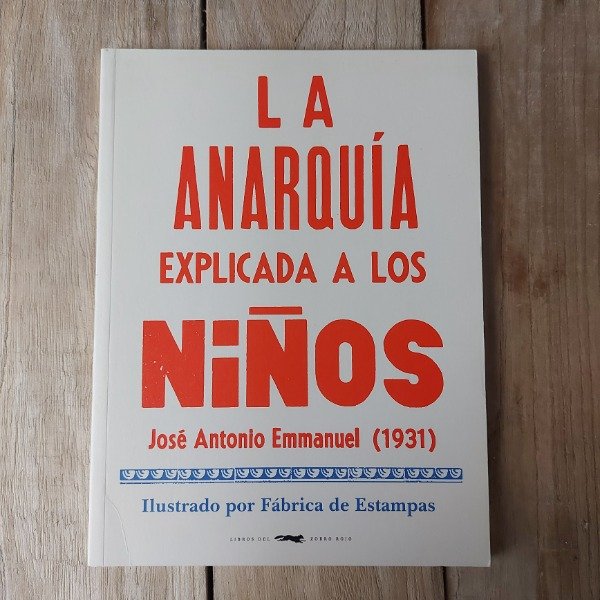 LA
ANARQUÍA
EXPLICADA A LOS
NiÑOS
José Antonio Emmanuel (1931)
Ilustrado por Fábrica de Estampas
LIBROS DEL ZORRO ROJO